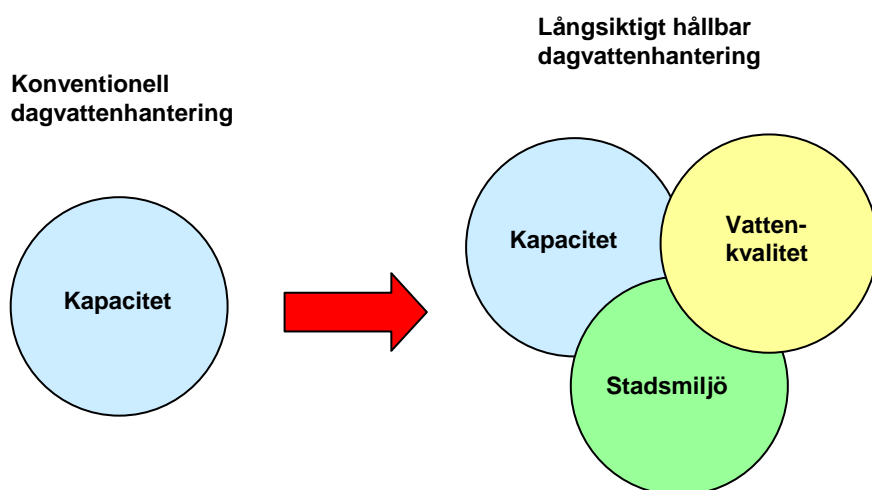 Konventionell
dagvattenhantering
Kapacitet
Långsiktigt hållbar
dagvattenhantering
Kapacitet
Vatten-
kvalitet
Stadsmiljö